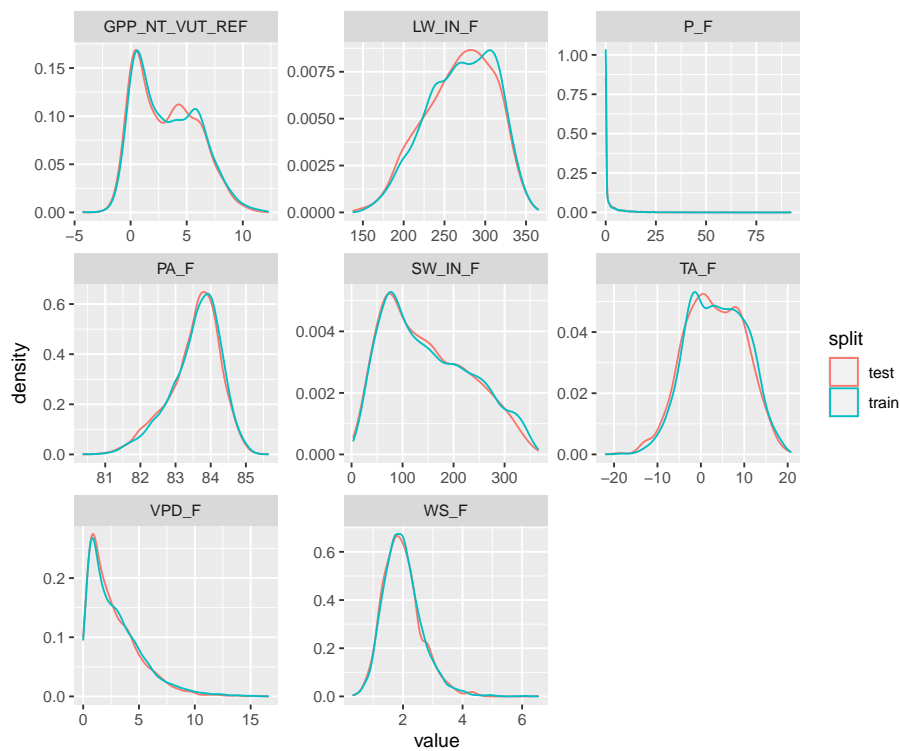 GPP_NT_VUT_REF LW_IN_F P_F
0.15 0.10 0.05 0.00
−5 0 5 10
0.0075 0.0050 0.0025 0.0000
150 200 250 300 350
1.00 0.75 0.50 0.25 0.00
0 25 50 75
PA_F SW_IN_F TA_F
0.6 0.4 0.2 0.0
81 82 83 84 85
0.004 0.002 0.000
0 100 200 300
0.04 0.02 0.00
−20 −10 0 10 20
VPD_F WS_F
0.2 0.1 0.0
0 5 10 15
0.6 0.4 0.2 0.0
2 4 6
density
value
split
test
train